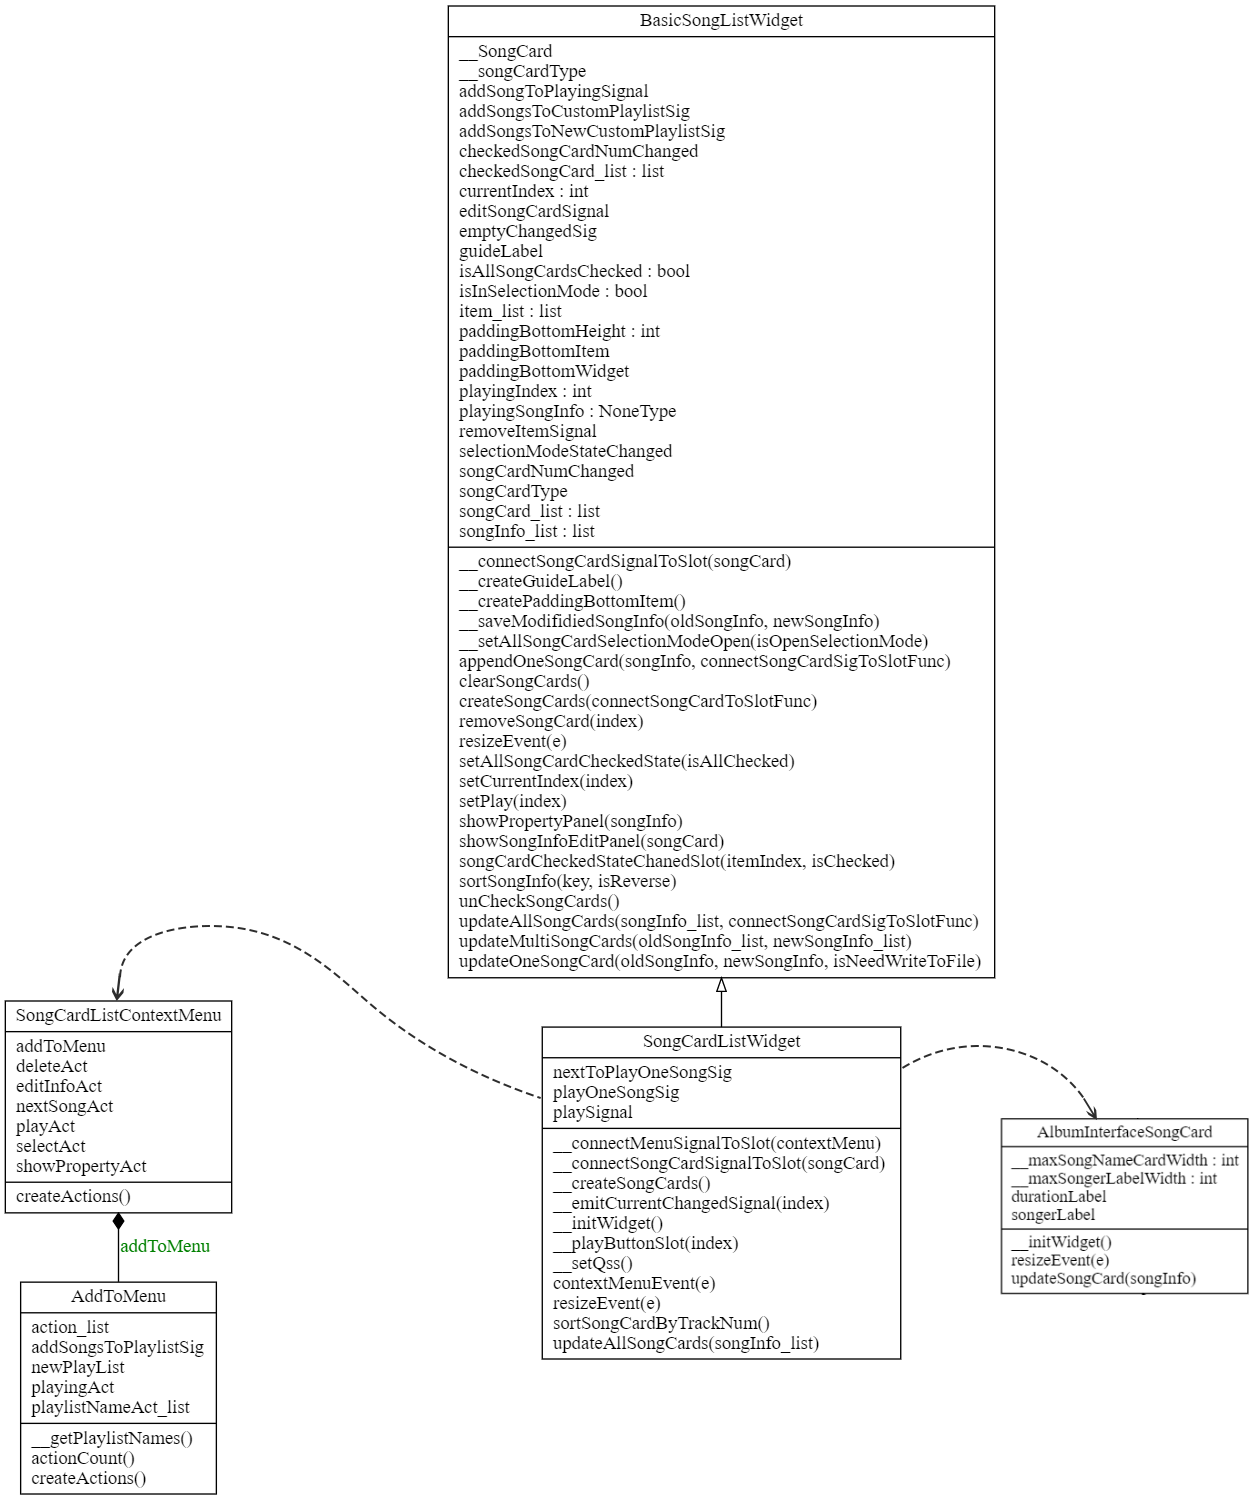 BasicSongListWidget
__SongCard
__songCardType
addSongToPlayingSignal
addSongsToCustomPlaylistSig
addSongsToNewCustomPlaylistSig
checkedSongCardNumChanged
checkedSongCard_list : list
currentIndex : int
editSongCardSignal
emptyChangedSig
guideLabel
isAllSongCardsChecked : bool
isInSelectionMode : bool
item_list : list
paddingBottomHeight : int
paddingBottomItem
paddingBottomWidget
playingIndex : int
playingSongInfo : NoneType
removeItemSignal
selectionModeStateChanged
songCardNumChanged
songCardType
songCard_list : list
songInfo_list : list
__connectSongCardSignalToSlot(songCard)
__createGuideLabel()
__createPaddingBottomItem()
__saveModifidiedSongInfo(oldSongInfo, newSongInfo)
__setAllSongCardSelectionModeOpen(isOpenSelectionMode)
appendOneSongCard(songInfo, connectSongCardSigToSlotFunc)
clearSongCards()
createSongCards(connectSongCardToSlotFunc)
removeSongCard(index)
resizeEvent(e)
setAllSongCardCheckedState(isAllChecked)
setCurrentIndex(index)
setPlay(index)
showPropertyPanel(songInfo)
showSongInfoEditPanel(songCard)
songCardCheckedStateChanedSlot(itemIndex, isChecked)
sortSongInfo(key, isReverse)
unCheckSongCards()
updateAllSongCards(songInfo_list, connectSongCardSigToSlotFunc)
updateMultiSongCards(oldSongInfo_list, newSongInfo_list)
updateOneSongCard(oldSongInfo, newSongInfo, isNeedWriteToFile)
SongCardListContextMenu
addToMenu
deleteAct
editInfoAct
nextSongAct
playAct
selectAct
showPropertyAct
createActions()
addToMenu
AddToMenu
action_list
addSongsToPlaylistSig
newPlayList
playingAct
playlistNameAct_list
__getPlaylistNames()
actionCount()
createActions()
SongCardListWidget
nextToPlayOneSongSig
playOneSongSig
playSignal
__connectMenuSignalToSlot(contextMenu)
__connectSongCardSignalToSlot(songCard)
__createSongCards()
__emitCurrentChangedSignal(index)
__initWidget()
__playButtonSlot(index)
__setQss()
contextMenuEvent(e)
resizeEvent(e)
sortSongCardByTrackNum()
updateAllSongCards(songInfo_list)
AlbumInterfaceSongCard
__maxSongNameCardWidth : int
__maxSongerLabelWidth : int
durationLabel
songerLabel
__initWidget()
resizeEvent(e)
updateSongCard(songInfo)